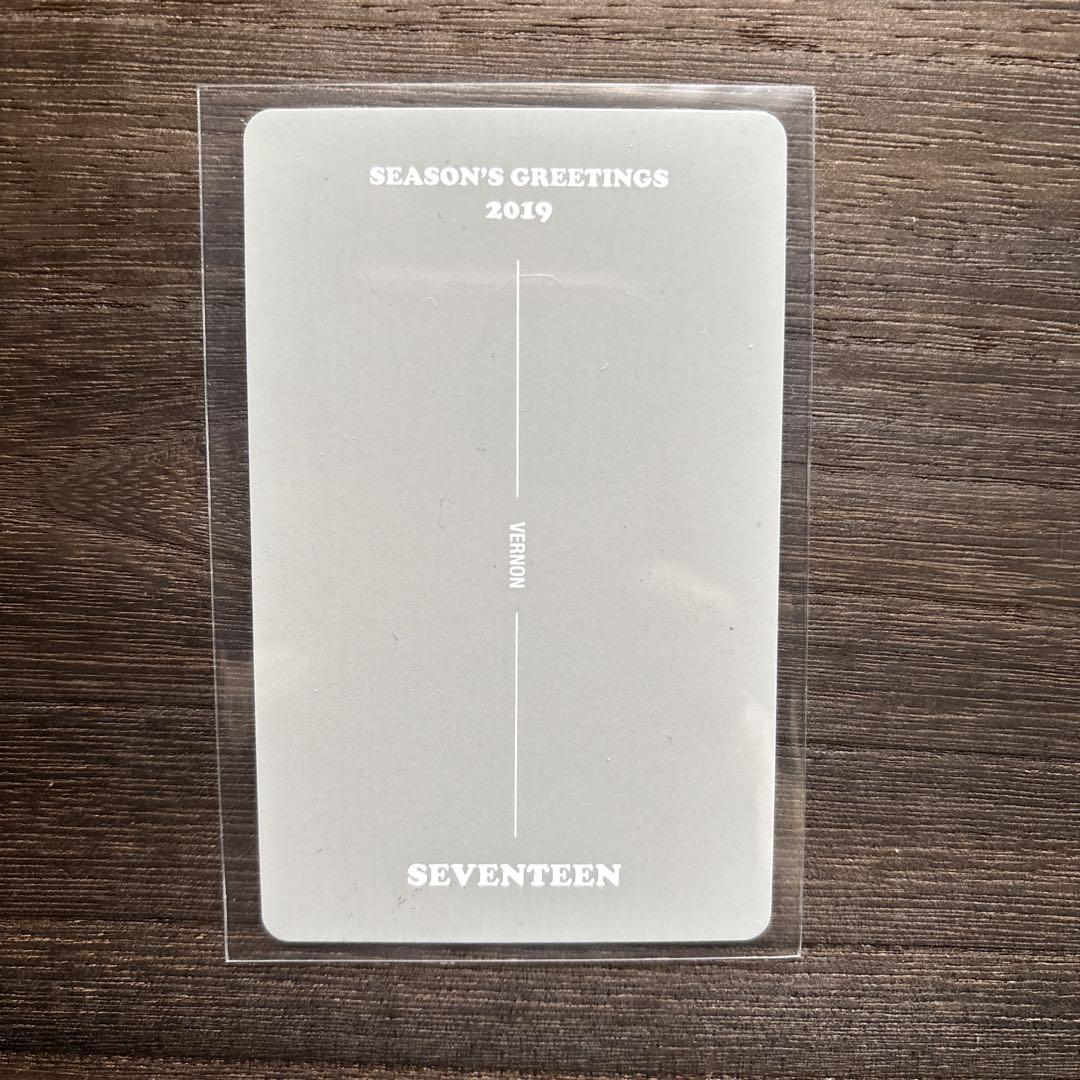 SEASON'S GREETINGS
2019
VERNON
SEVENTEEN